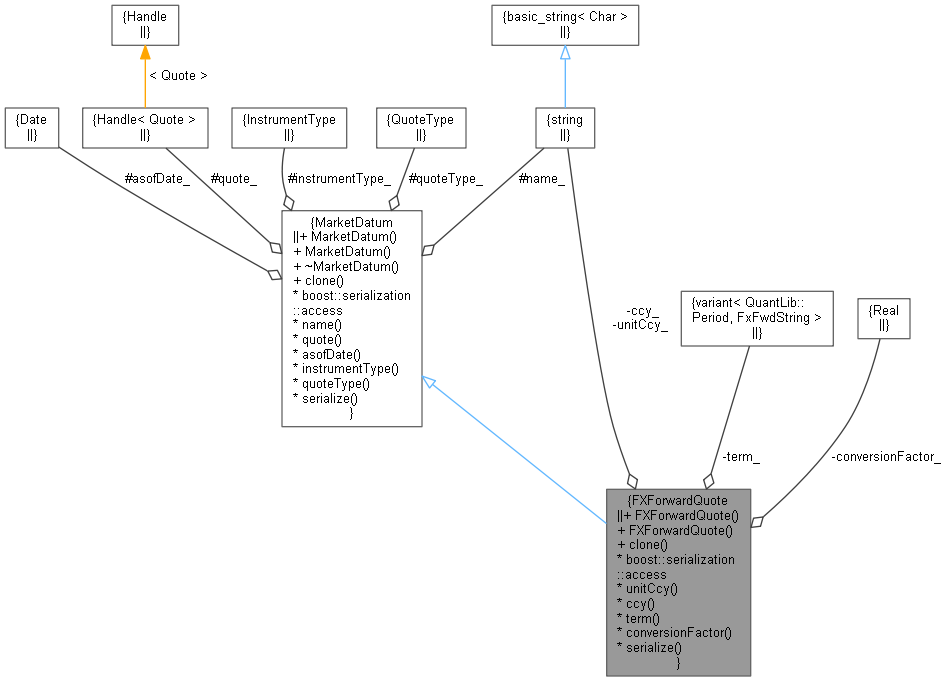 {Handle
||}
{basic_string< Char >
||}
< Quote >
{Date
||}
{Handle< Quote >
||}
{InstrumentType
||}
{QuoteType
||}
{string
||}
#asofDate_
#quote_
#instrumentType_
#quoteType_
#name_
{MarketDatum
||+ MarketDatum()
+ MarketDatum()
+ ~MarketDatum()
+ clone()
* boost::serialization
::access
* name()
* quote()
* asofDate()
* instrumentType()
* quoteType()
* serialize()
}
-ccy_
-unitCcy_
{variant< QuantLib::
Period, FxFwdString >
||}
{Real
||}
-term_
-conversionFactor_
{FXForwardQuote
||+ FXForwardQuote()
+ FXForwardQuote()
+ clone()
* boost::serialization
::access
* unitCcy()
* ccy()
* term()
* conversionFactor()
* serialize()
}